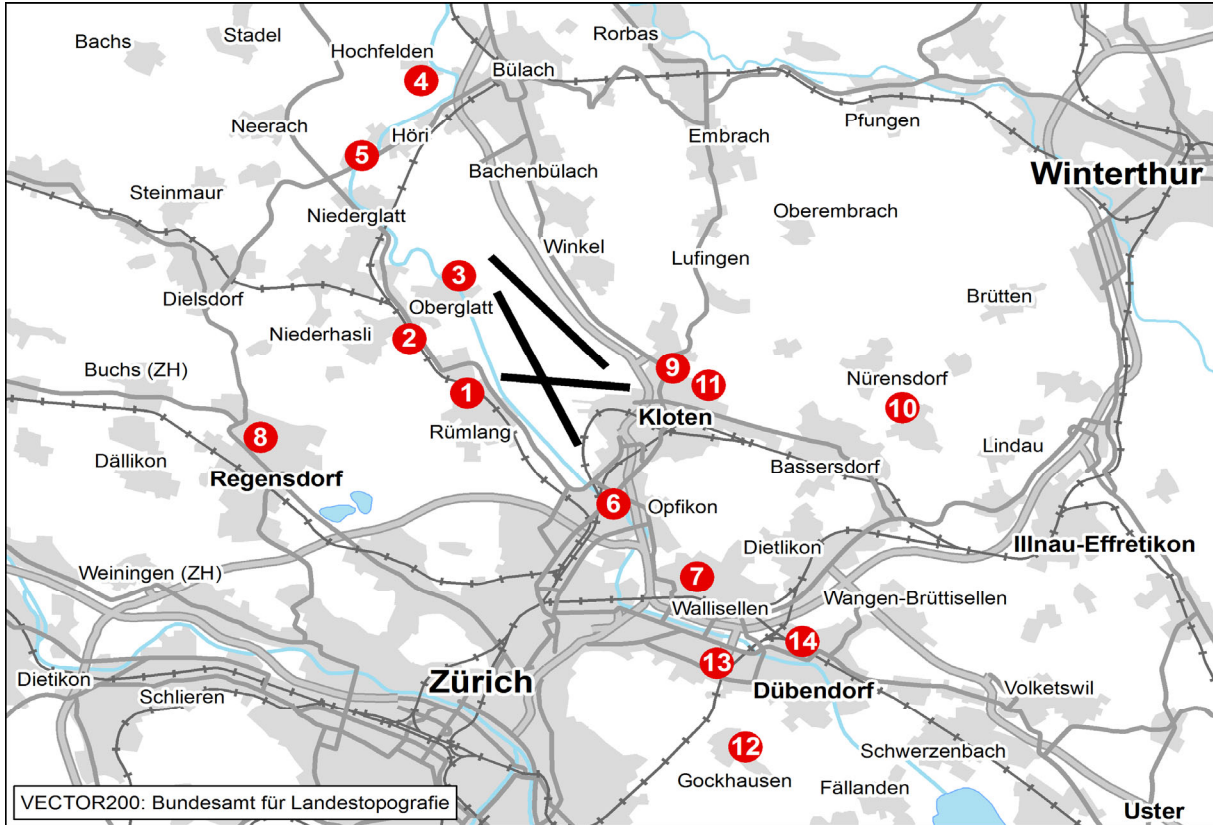 Bachs
Stadel
Hochfelden
Rorbas
4
Bülach
Neerach
Höri
5
Embrach
Pfungen
Bachenbülach
Winterthur
Steinmaur
Niederglatt
Oberembrach
Winkel
Lufingen
3
Dielsdorf
Oberglatt
Brütten
Niederhasli
2
Buchs (ZH)
9
11
1
Nürensdorf
10
Kloten
Rümlang
8
Dällikon
Lindau
Bassersdorf
Regensdorf
6
Opfikon
Dietlikon
Illnau-Effretikon
Weiningen (ZH)
7
Wallisellen
Wangen-Brüttisellen
14
13
Dietikon
Zürich
Schlieren
Dübendorf
Volketswil
12
Schwerzenbach
Gockhausen
Fällanden
VECTOR200: Bundesamt für Landestopografie
Uster